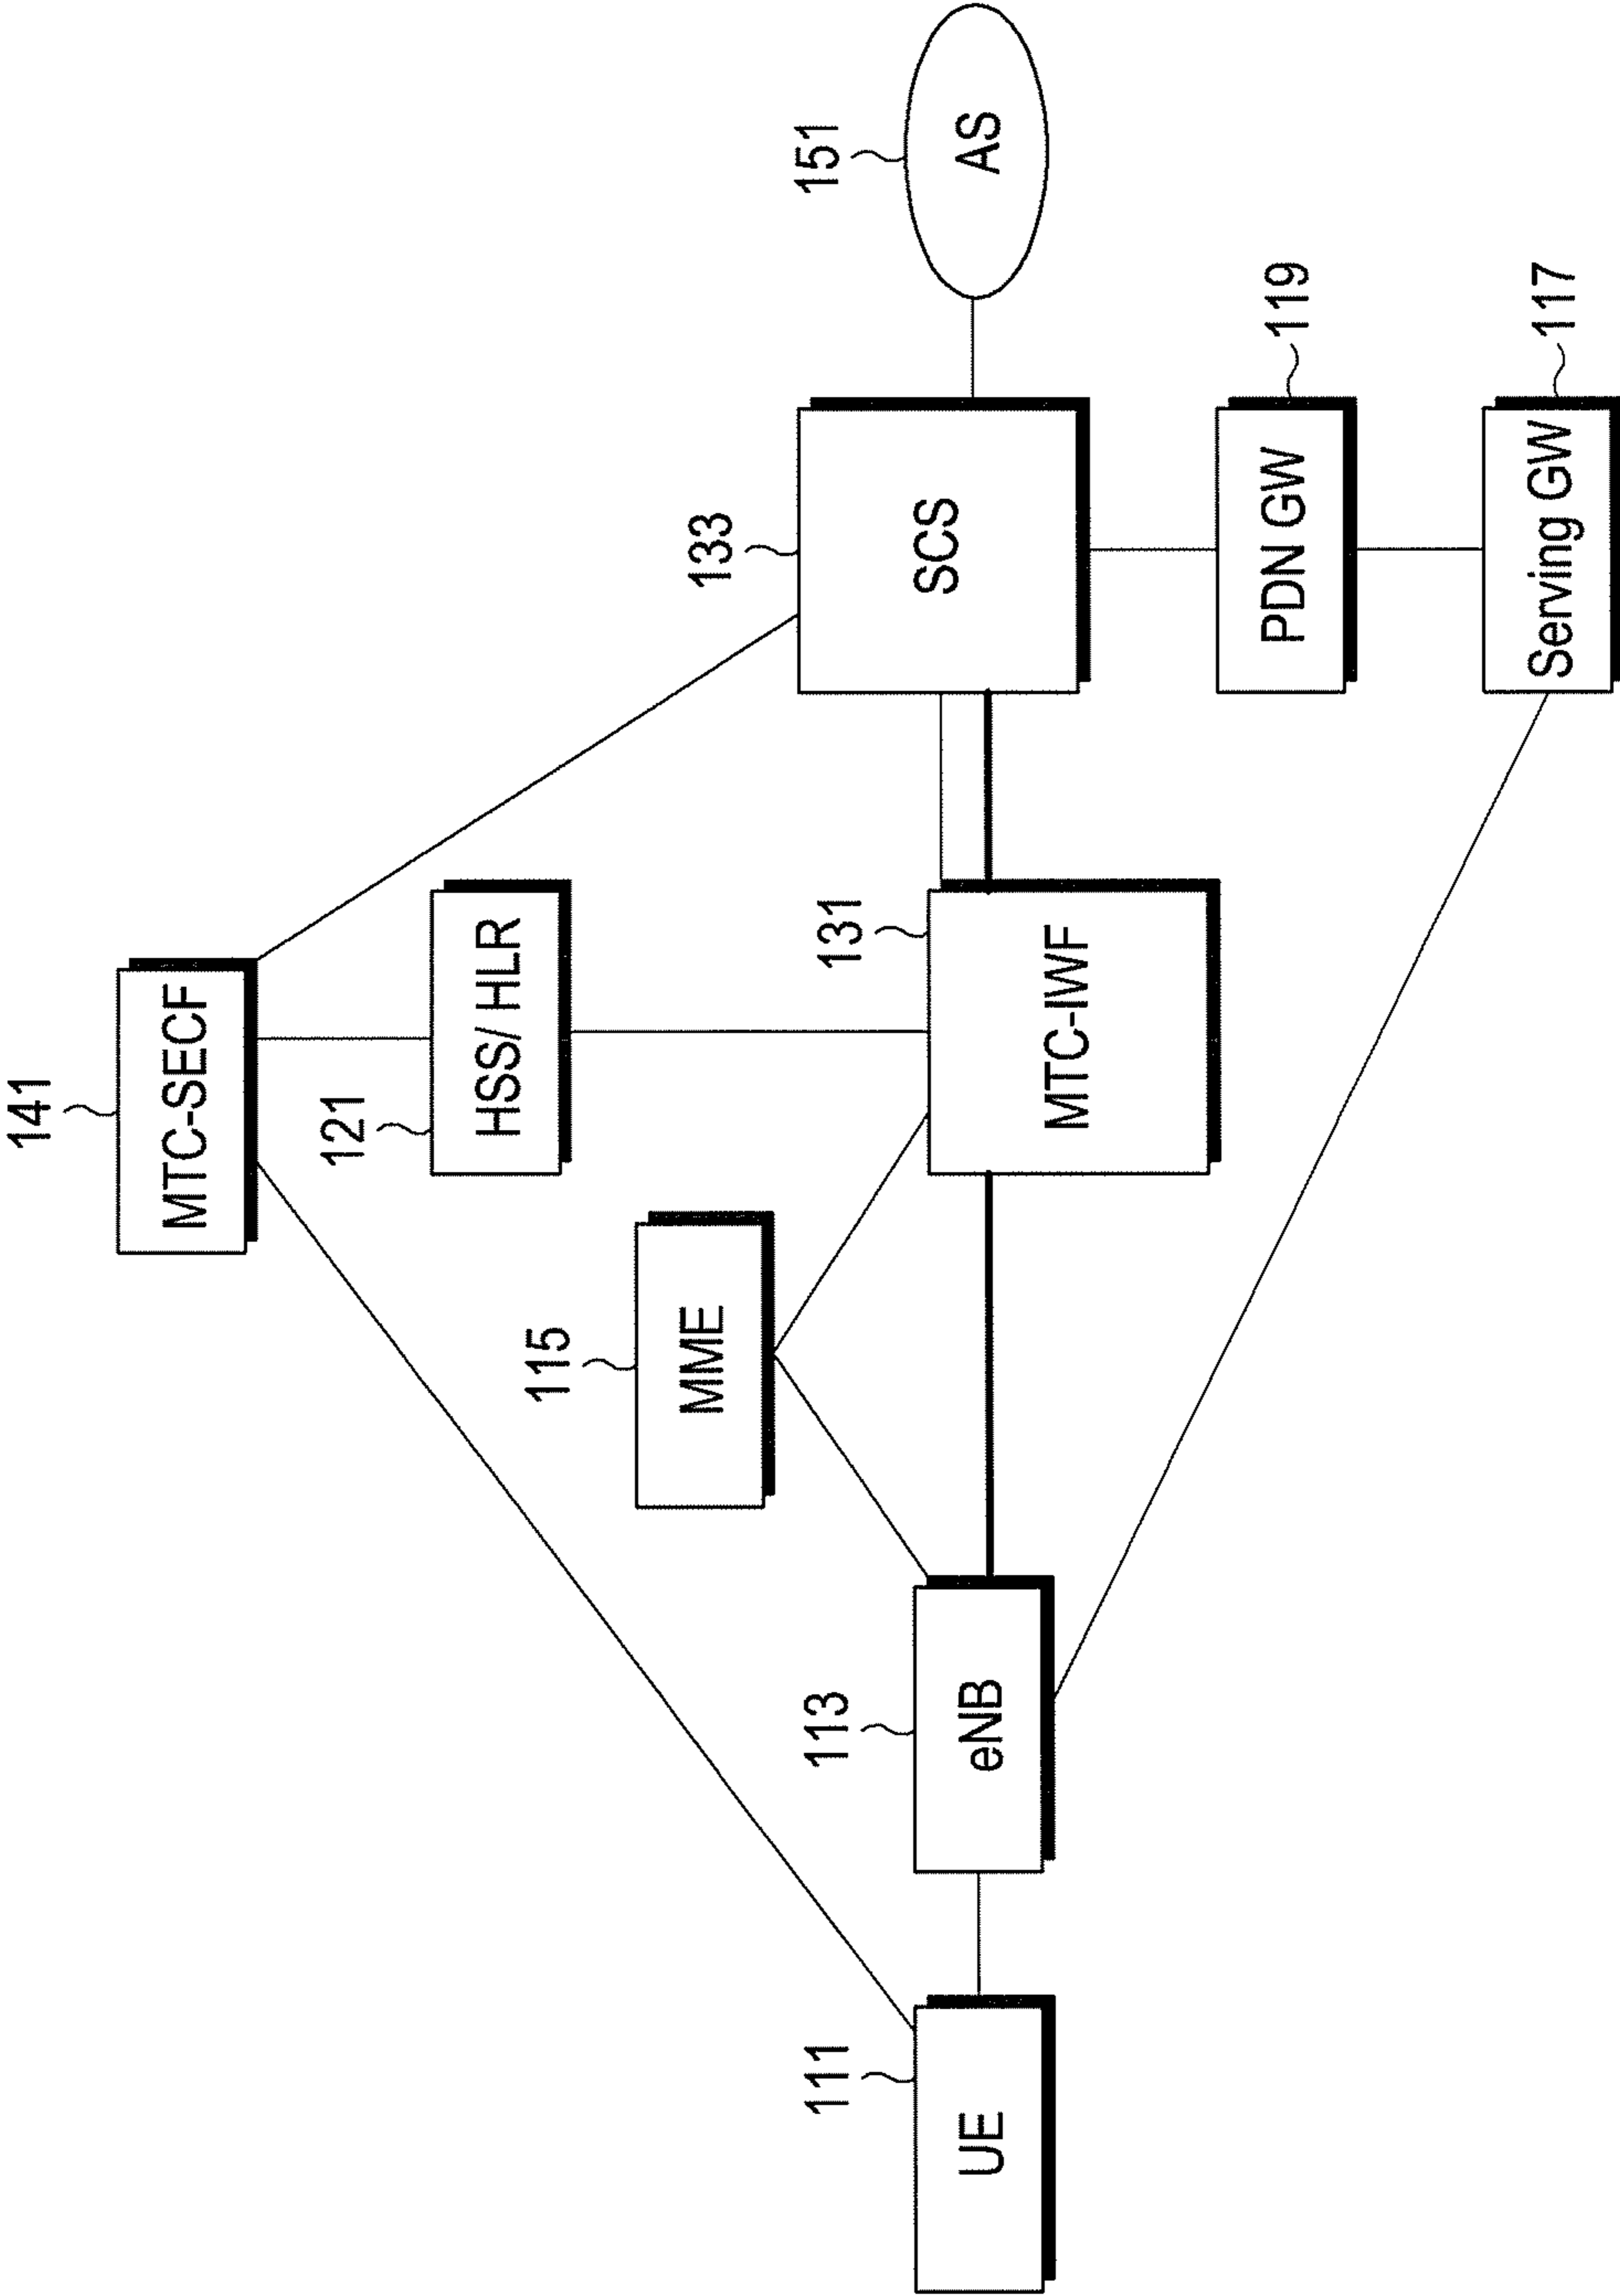 141
MTC-SECF
121
HSS/ HLR
115
MME
133
SCS
111
UE
113
eNB
131
MTC-IWF
151
AS
PDN GW
119
Serving GW
117